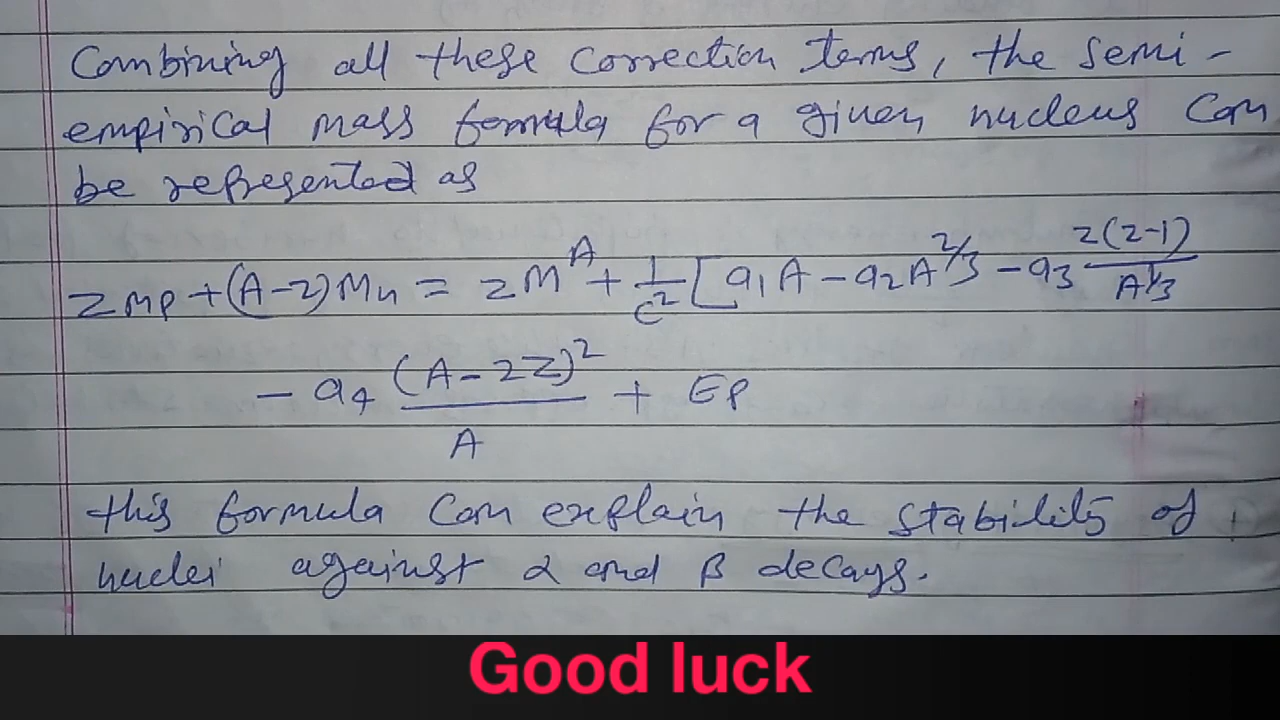 Combining all these correction terms, the semi-
empirical mass formula for a given nucleus can
be represented as
ZMp + (A-Z)Mn = zM^A + 1/c² [a₁A - a₂A^2/3 - a₃ Z(Z-1)/A^1/3
- a₄ (A-2Z)²/A + Ep
this formula can explain the stability of
nuclei against α and β decays.
Good luck